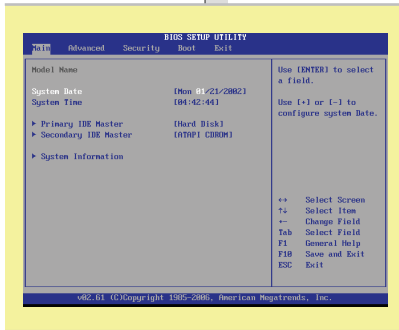 BIOS SETUP UTILITY
Main Advanced Security Boot Exit
Model Name
System Date [Mon 01/21/2002]
System Time [04:42:44]
▶ Primary IDE Master [Hard Disk]
▶ Secondary IDE Master [ATAPI CDROM]
▶ System Information
Use [ENTER] to select
a field.
Use [+] or [-] to
configure system Date.
↔ Select Screen
↑↓ Select Item
←- Change Field
Tab Select Field
F1 General Help
F10 Save and Exit
ESC Exit
v02.61 (C)Copyright 1985-2006, American Megatrends, Inc.